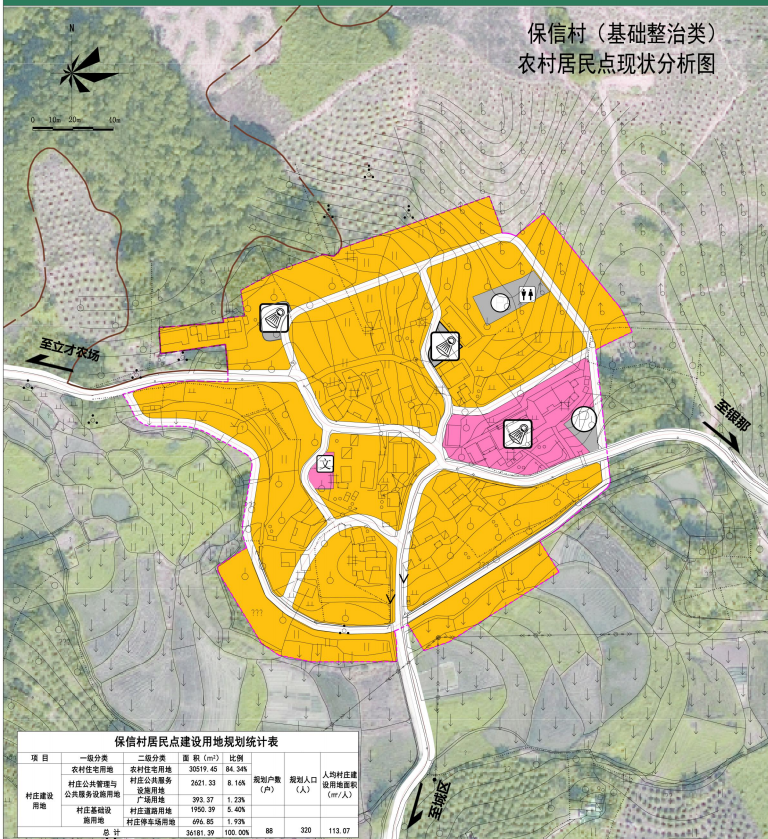 保信村（基础整治类）
农村居民点现状分析图
N
0 10m 20m 40m
至立才农场
至银那
文
???
???
至城区
保信村居民点建设用地规划统计表
项 目 一级分类 二级分类 面 积（m²） 比例 规划户数（户） 规划人口（人） 人均村庄建设用地面积（㎡/人）
村庄建设用地 农村住宅用地 农村住宅用地 30519.45 84.34%
村庄公共管理与公共服务设施用地 村庄公共服务设施用地 2621.33 8.16%
广场用地 393.37 1.23%
村庄基础设施用地 村庄道路用地 1950.39 5.40%
村庄停车场用地 696.85 1.93%
总 计 36181.39 100.00% 88 320 113.07